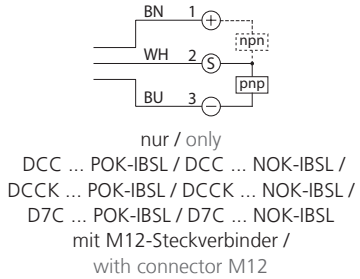 BN 1 +
npn
WH 2 S
pnp
BU 3 −
nur / only
DCC ... POK-IBSL / DCC ... NOK-IBSL /
DCCK ... POK-IBSL / DCCK ... NOK-IBSL /
D7C ... POK-IBSL / D7C ... NOK-IBSL
mit M12-Steckverbinder /
with connector M12